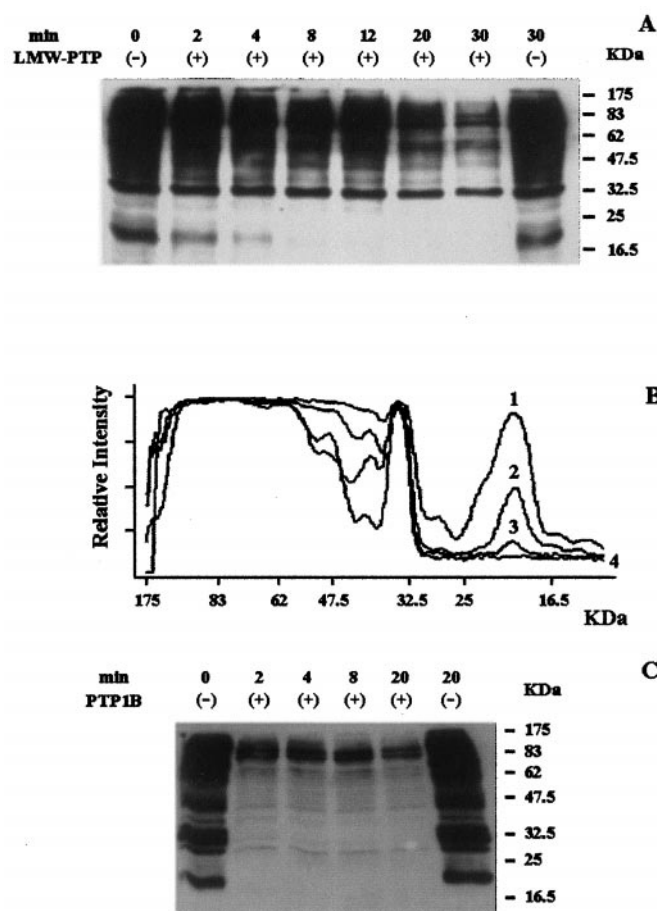 A
min 0 2 4 8 12 20 30 30
LMW-PTP (-) (+) (+) (+) (+) (+) (+) (-) KDa
175
83
62
47.5
32.5
25
16.5
B
Relative Intensity
1
2
3
4
175 83 62 47.5 32.5 25 16.5
KDa
C
min 0 2 4 8 20 20
PTP1B (-) (+) (+) (+) (+) (-) KDa
175
83
62
47.5
32.5
25
16.5